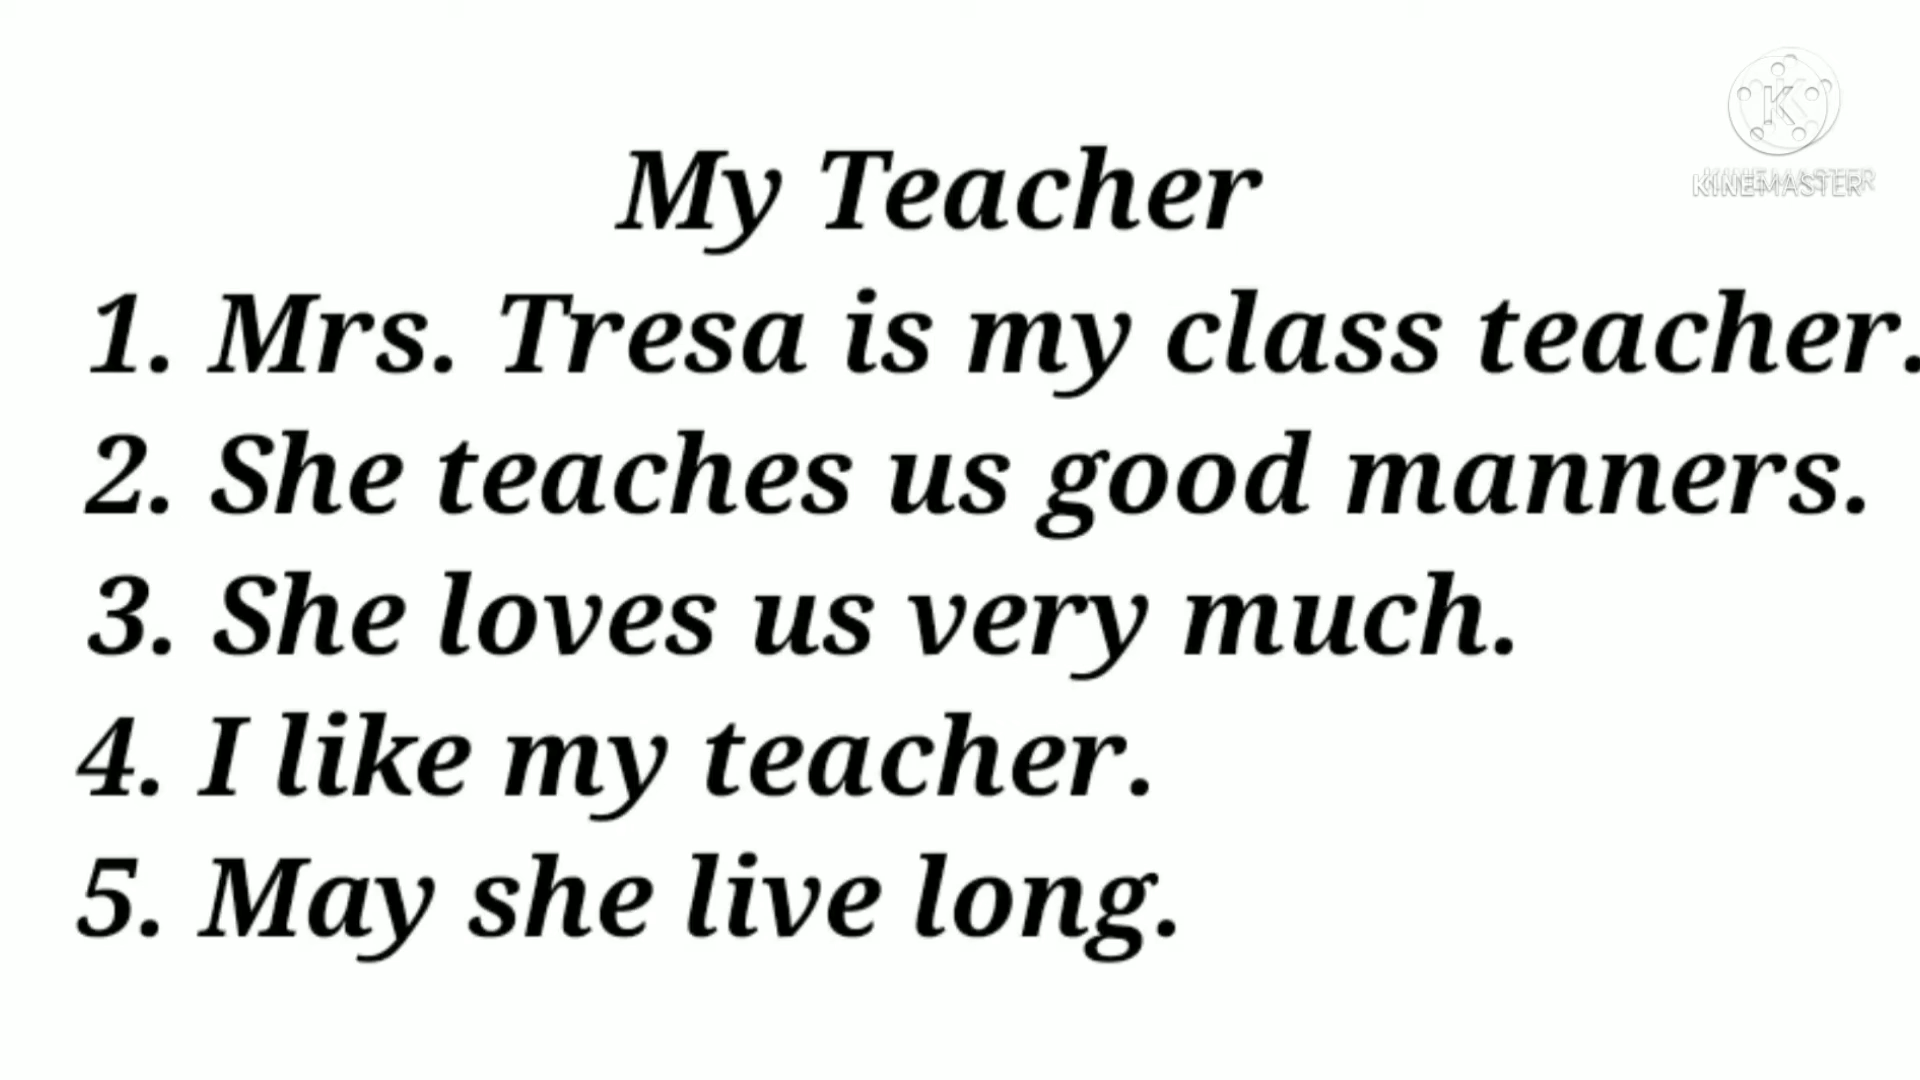 My Teacher
1. Mrs. Tresa is my class teacher.
2. She teaches us good manners.
3. She loves us very much.
4. I like my teacher.
5. May she live long.
K
KINEMASTER